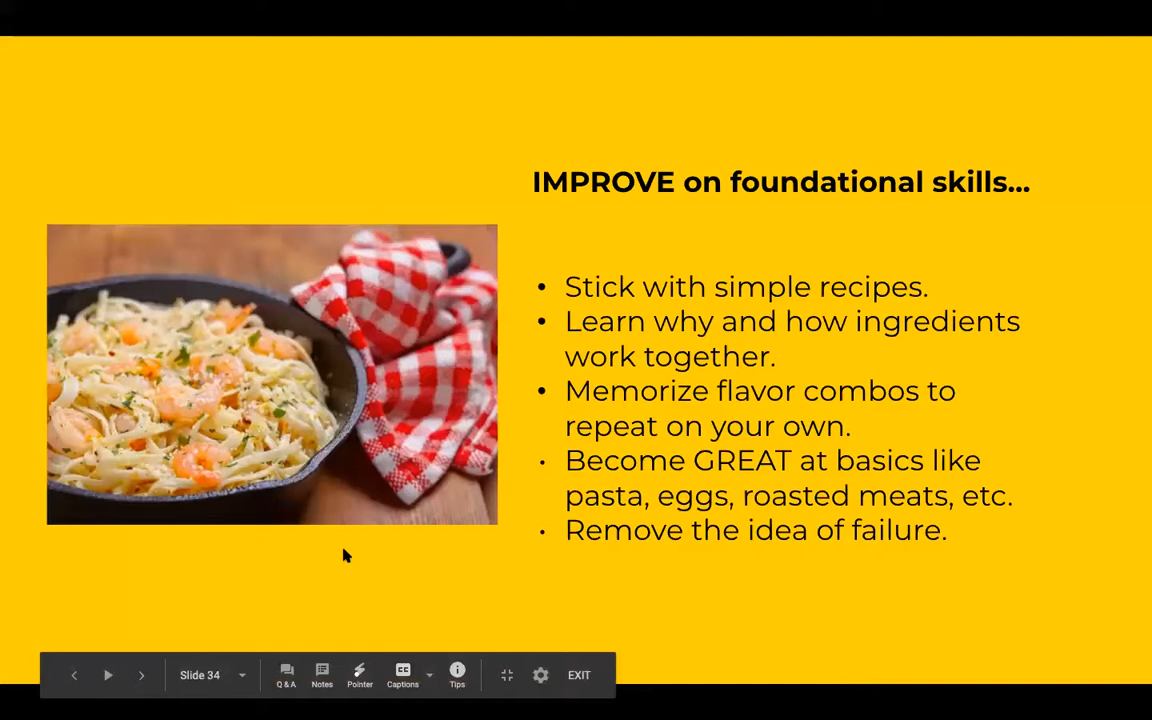 IMPROVE on foundational skills...
• Stick with simple recipes.
• Learn why and how ingredients
work together.
• Memorize flavor combos to
repeat on your own.
• Become GREAT at basics like
pasta, eggs, roasted meats, etc.
• Remove the idea of failure.
Slide 34
Q & A
Notes
Pointer
CC
Captions
Tips
EXIT